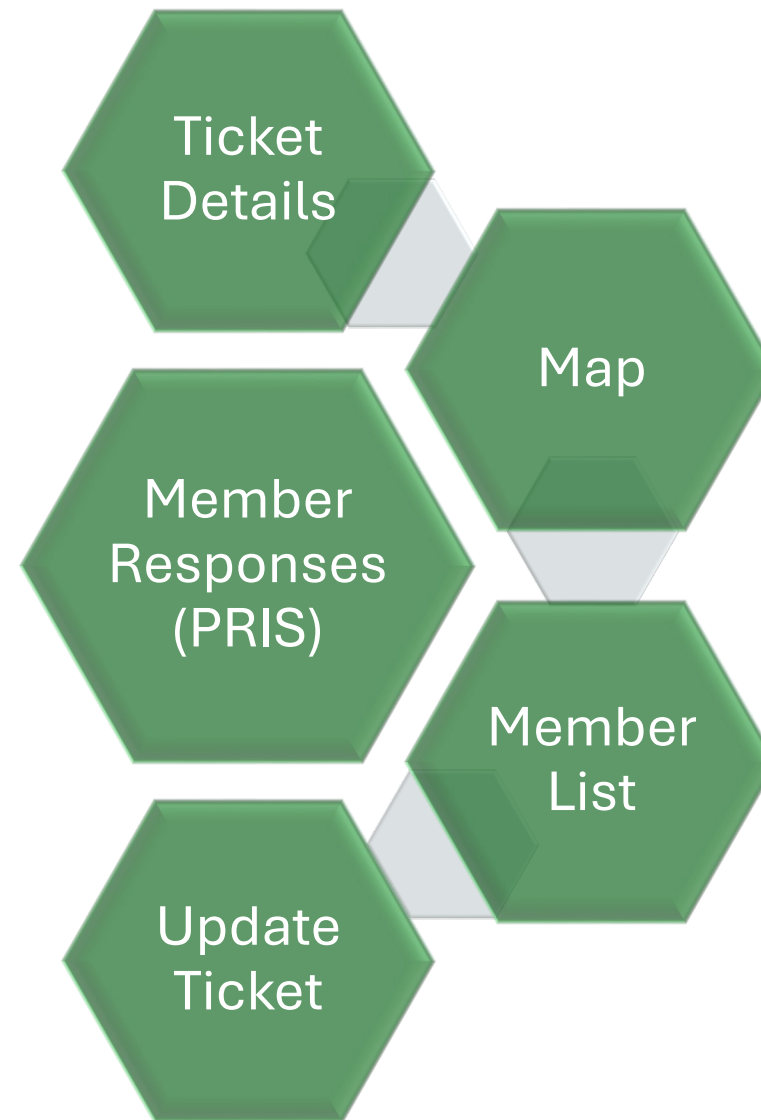 Ticket
Details
Map
Member
Responses
(PRIS)
Member
List
Update
Ticket